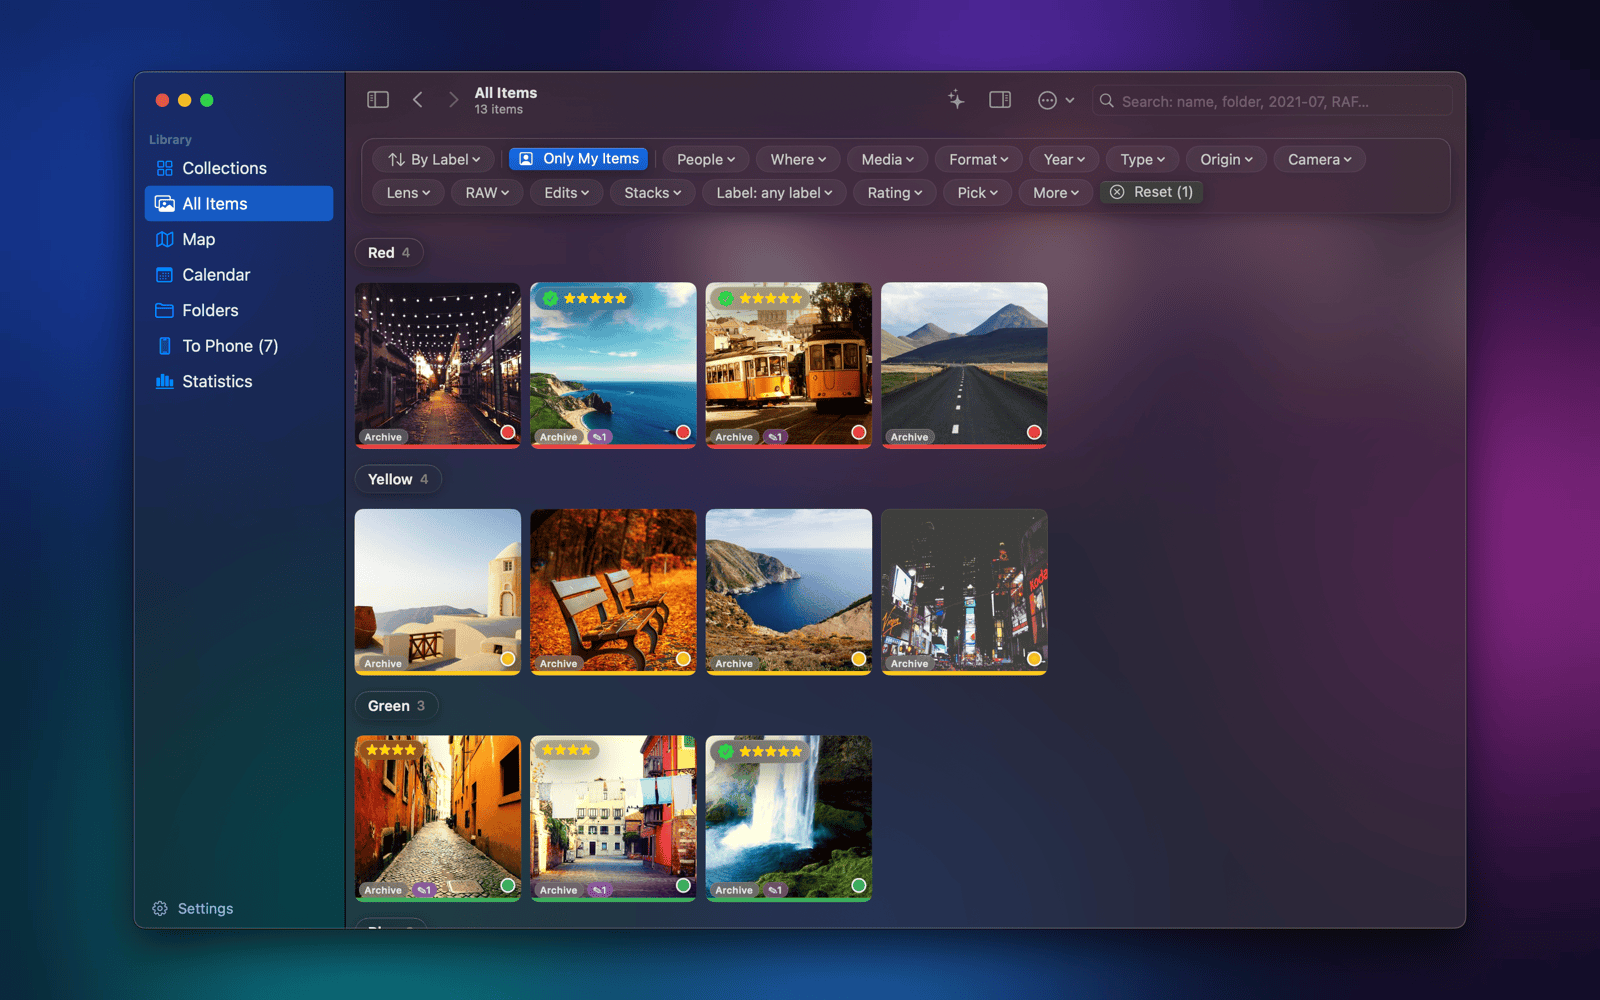 All Items
13 items
Search: name, folder, 2021-07, RAF...
Library
Collections
All Items
Map
Calendar
Folders
To Phone (7)
Statistics
Settings
By Label
Only My Items
People
Where
Media
Format
Year
Type
Origin
Camera
Lens
RAW
Edits
Stacks
Label: any label
Rating
Pick
More
Reset (1)
Red 4
Archive
Archive 1
Archive 1
Archive
Yellow 4
Archive
Archive
Archive
Archive
Koda
Green 3
Archive 1
Archive 1
Archive 1